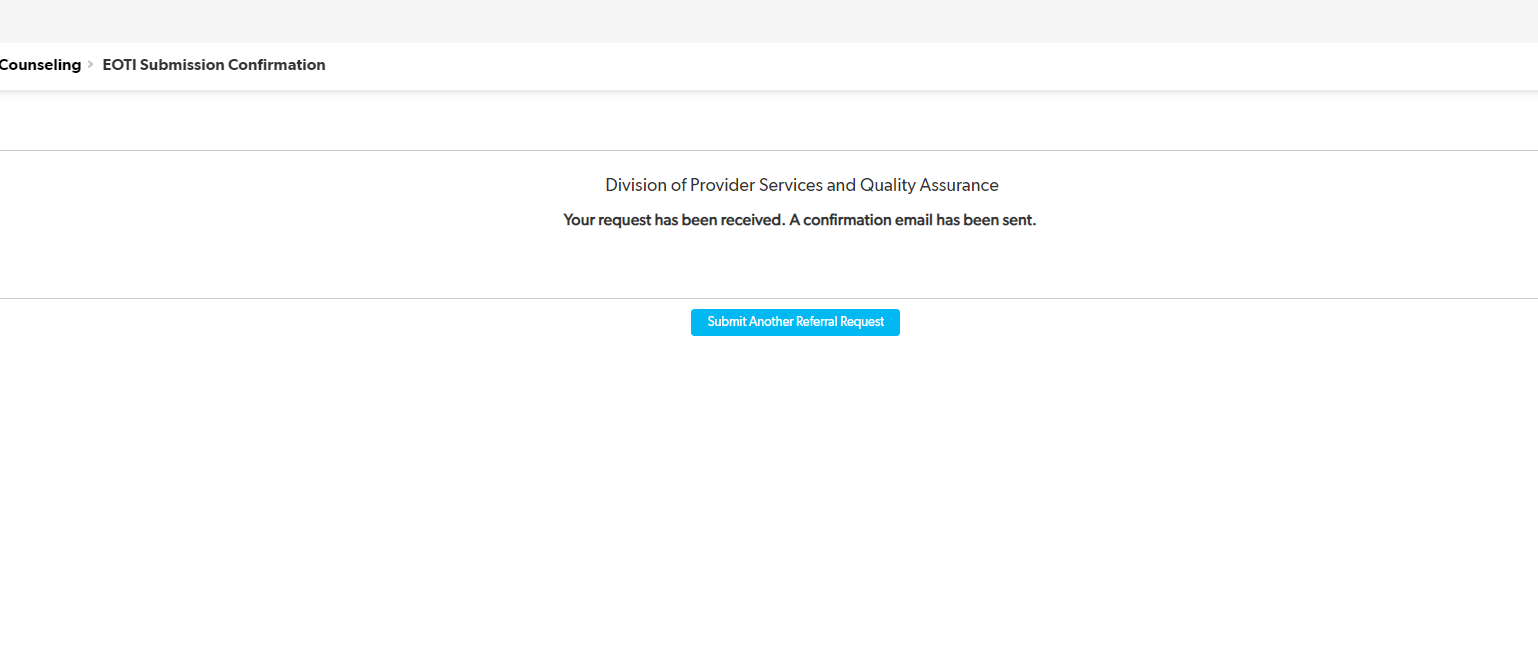 Counseling > EOTI Submission Confirmation
Division of Provider Services and Quality Assurance
Your request has been received. A confirmation email has been sent.
Submit Another Referral Request